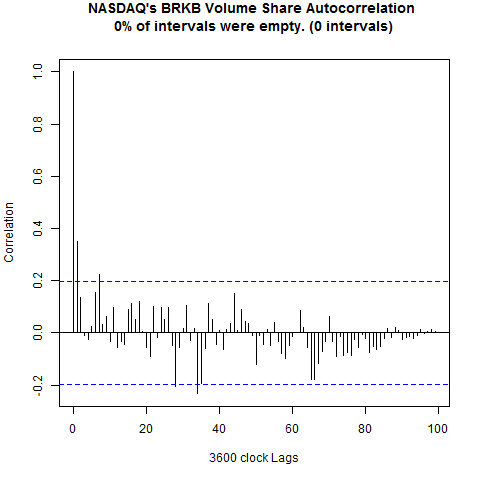 NASDAQ's BRKB Volume Share Autocorrelation
0% of intervals were empty. (0 intervals)
Correlation
1.0
0.8
0.6
0.4
0.2
0.0
-0.2
0 20 40 60 80 100
3600 clock Lags